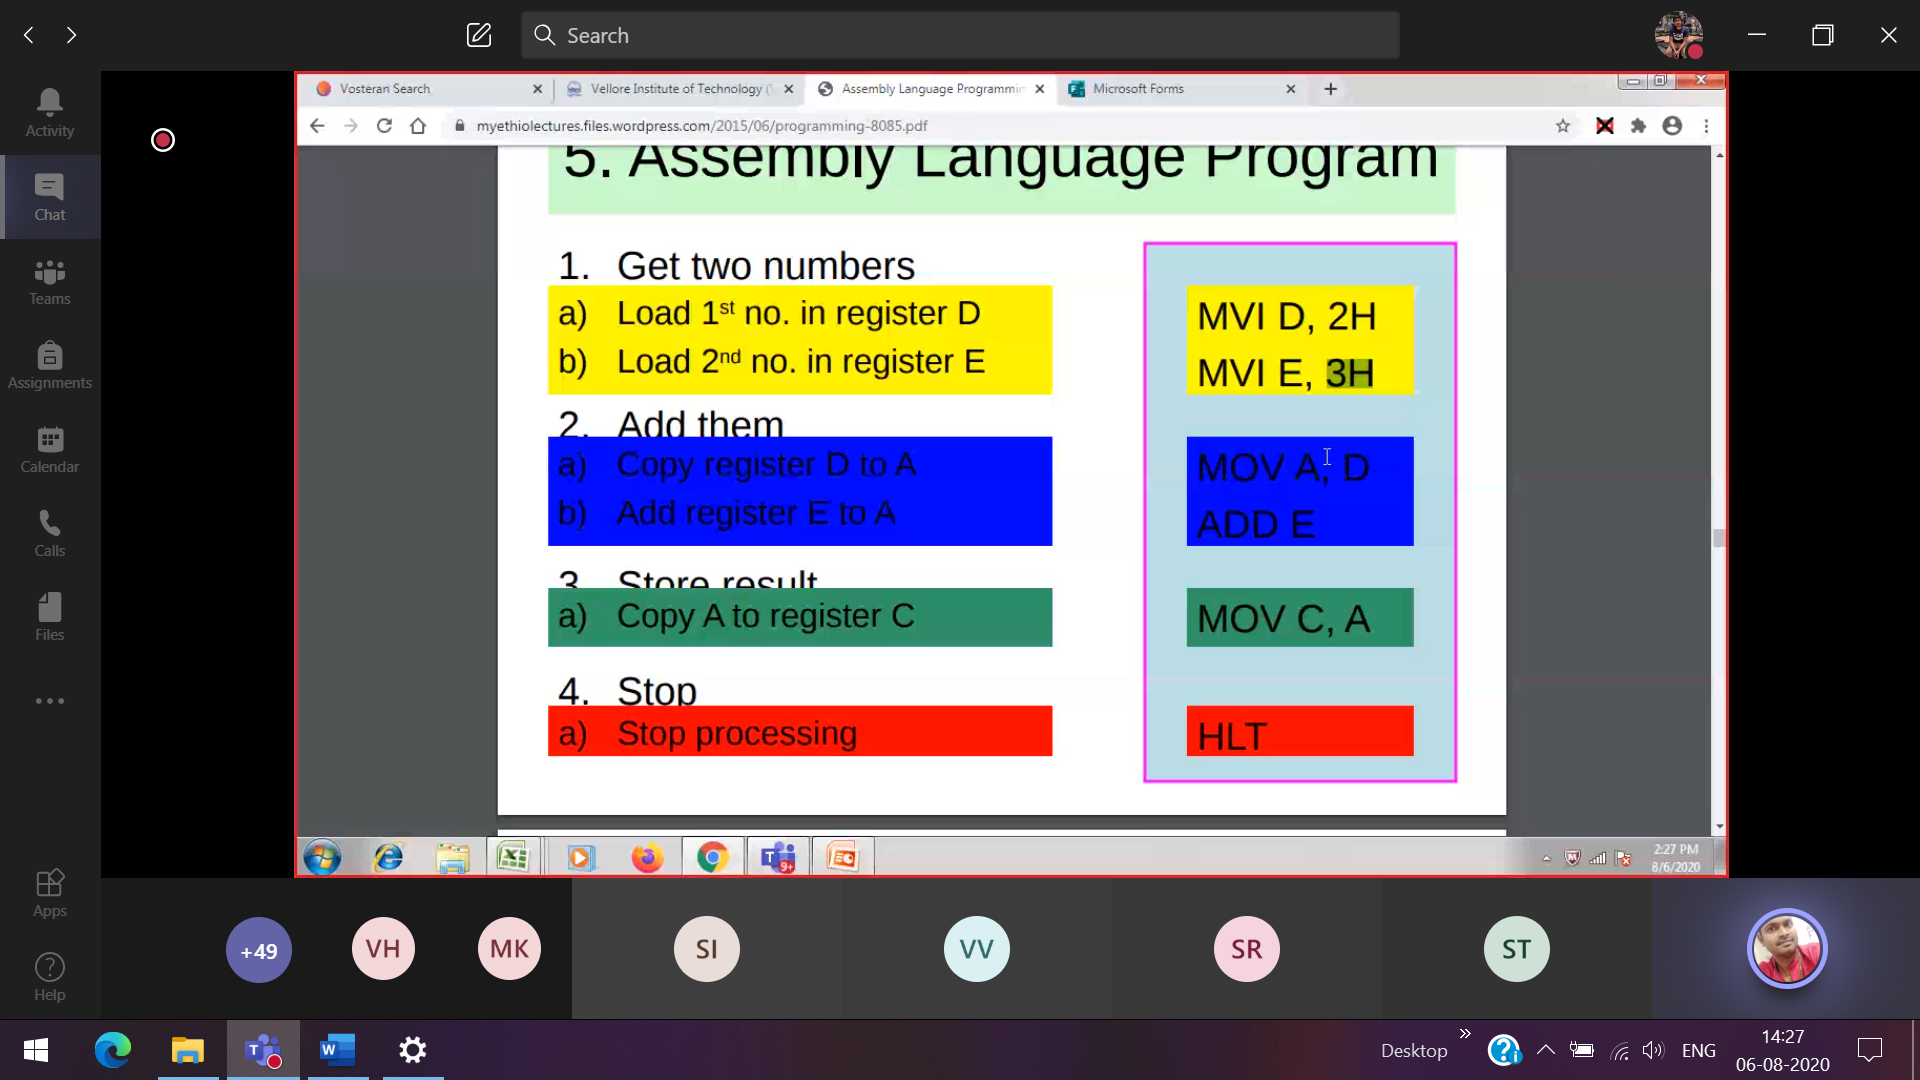 Search
Activity
Chat
Teams
Assignments
Calendar
Calls
Files
Apps
Help
Vosteran Search
Vellore Institute of Technology (
Assembly Language Programmin
Microsoft Forms
myethiolectures.files.wordpress.com/2015/06/programming-8085.pdf
5. Assembly Language Program
1. Get two numbers
a) Load 1st no. in register D
b) Load 2nd no. in register E
2. Add them
a) Copy register D to A
b) Add register E to A
3. Store result
a) Copy A to register C
4. Stop
a) Stop processing
MVI D, 2H
MVI E, 3H
MOV A, D
ADD E
MOV C, A
HLT
9+
2:27 PM
8/6/2020
+49
VH
MK
SI
VV
SR
ST
Desktop
ENG
14:27
06-08-2020